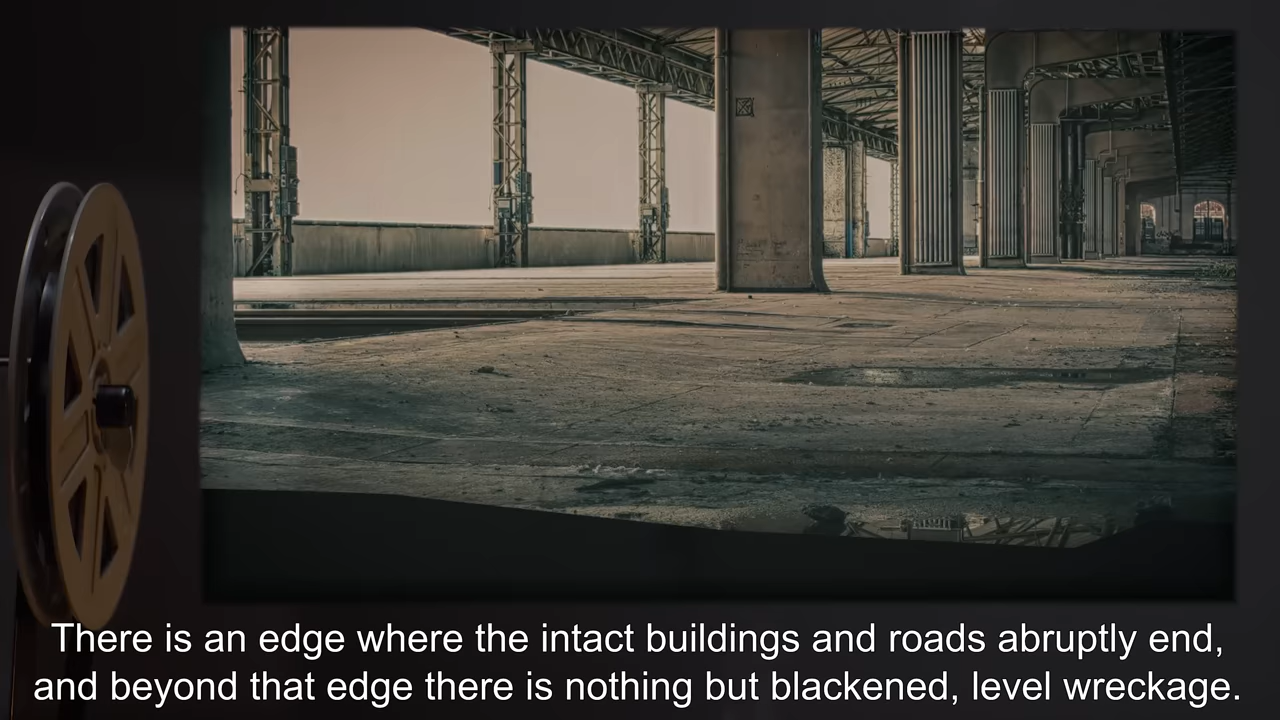 There is an edge where the intact buildings and roads abruptly end,
and beyond that edge there is nothing but blackened, level wreckage.